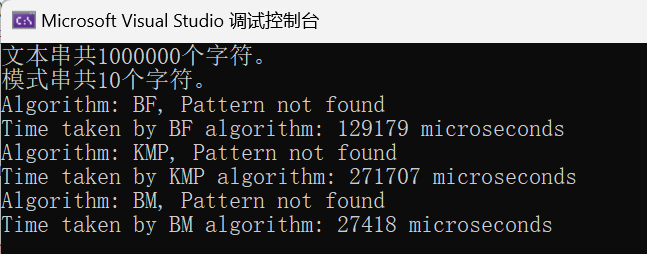 Microsoft Visual Studio 调试控制台
文本串共1000000个字符。
模式串共10个字符。
Algorithm: BF, Pattern not found
Time taken by BF algorithm: 129179 microseconds
Algorithm: KMP, Pattern not found
Time taken by KMP algorithm: 271707 microseconds
Algorithm: BM, Pattern not found
Time taken by BM algorithm: 27418 microseconds